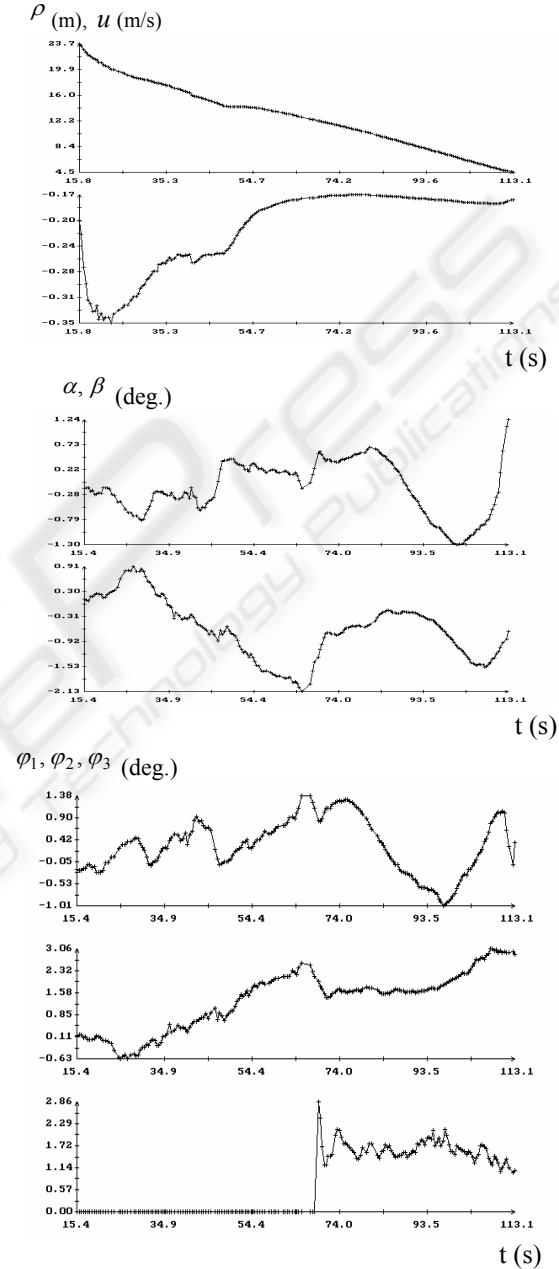 ρ (m), u (m/s)
23.7
19.9
16.0
12.2
8.4
4.5
15.8 35.3 54.7 74.2 93.6 113.1
-0.17
-0.20
-0.24
-0.28
-0.31
-0.35
15.8 35.3 54.7 74.2 93.6 113.1
t (s)
α, β (deg.)
1.24
0.73
0.22
-0.28
-0.79
-1.30
15.4 34.9 54.4 74.0 93.5 113.1
0.91
0.30
-0.31
-0.92
-1.53
-2.13
15.4 34.9 54.4 74.0 93.5 113.1
t (s)
φ1, φ2, φ3 (deg.)
1.38
0.90
0.42
-0.05
-0.53
-1.01
15.4 34.9 54.4 74.0 93.5 113.1
3.06
2.32
1.58
0.85
0.11
-0.63
15.4 34.9 54.4 74.0 93.5 113.1
2.86
2.29
1.72
1.14
0.57
0.00
15.4 34.9 54.4 74.0 93.5 113.1
t (s)
Press
Technology Publications